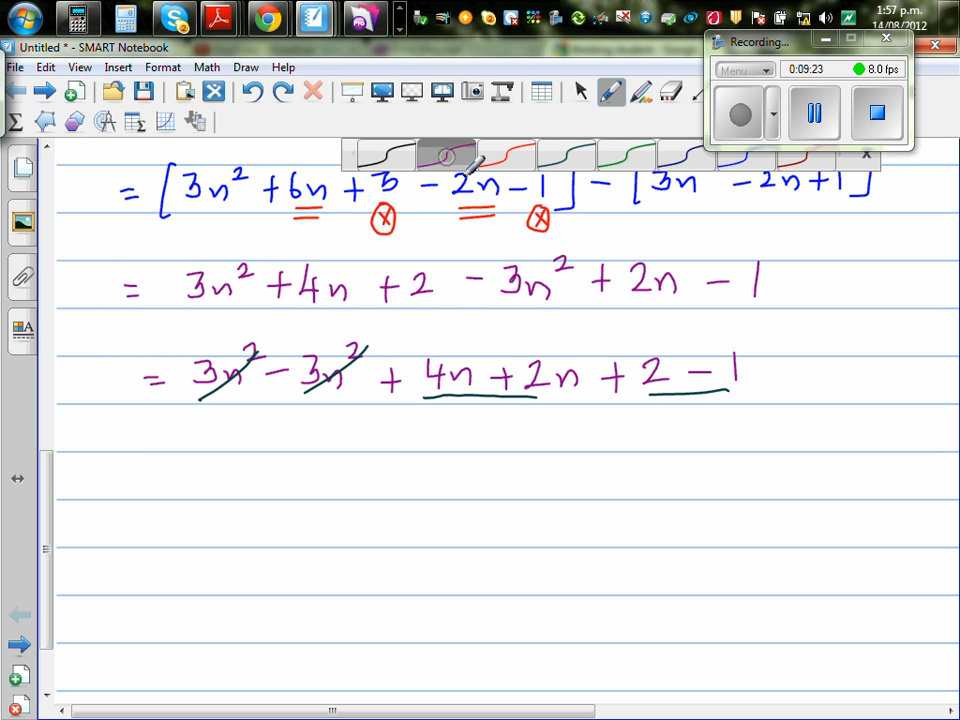 1:57 p.m.
14/08/2012
Untitled * - SMART Notebook
Recording...
File Edit View Insert Format Math Draw Help
Menu 0:09:23 8.0 fps
= [3n² + 6n + 3 - 2n - 1] - [3n - 2n + 1]
x x
= 3n² + 4n + 2 - 3n² + 2n - 1
= 3n² - 3n² + 4n + 2n + 2 - 1